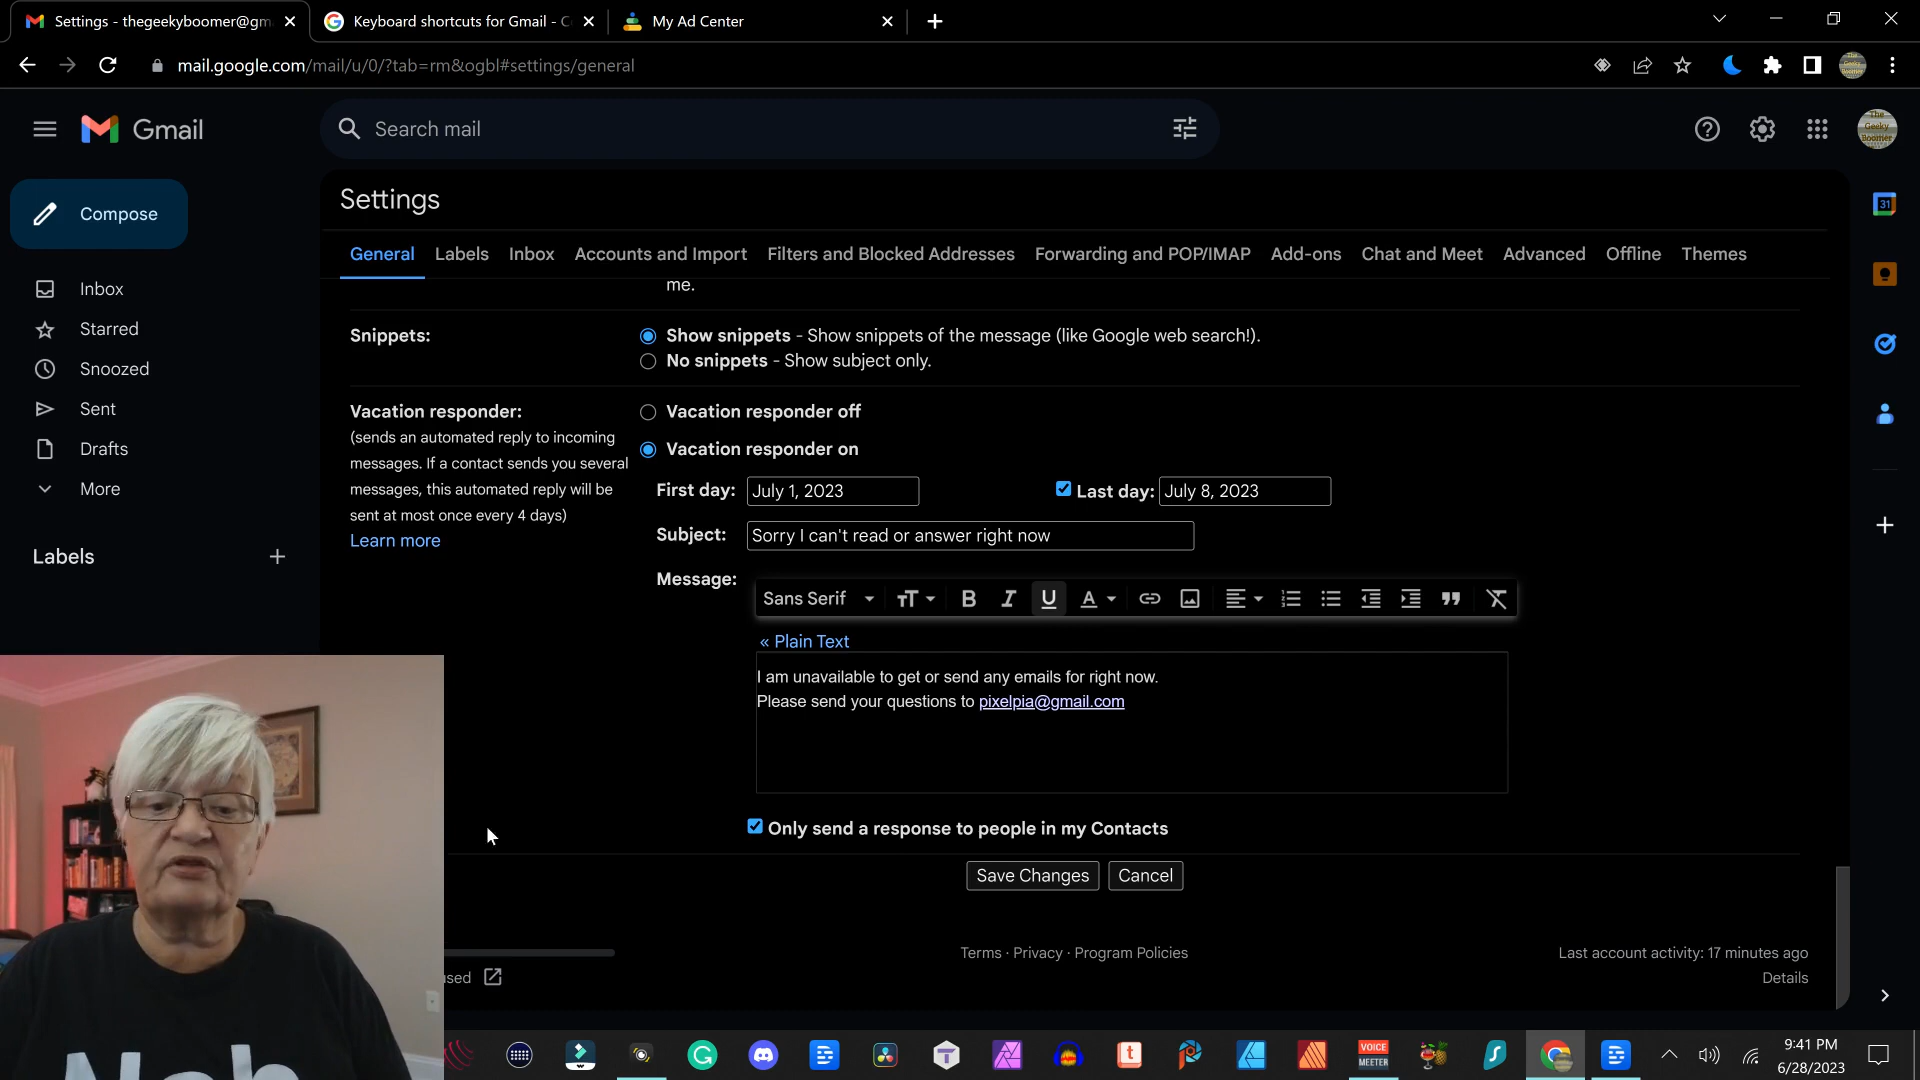 Settings - thegeekyboomer@gm
Keyboard shortcuts for Gmail - C
My Ad Center
mail.google.com/mail/u/0/?tab=rm&ogbl#settings/general
Gmail
Search mail
The Geeky Boomer
Compose
Settings
General Labels Inbox Accounts and Import Filters and Blocked Addresses Forwarding and POP/IMAP Add-ons Chat and Meet Advanced Offline Themes
me.
31
Inbox
Starred
Snoozed
Sent
Drafts
More
Labels
Snippets:
Show snippets - Show snippets of the message (like Google web search!).
No snippets - Show subject only.
Vacation responder:
(sends an automated reply to incoming
messages. If a contact sends you several
messages, this automated reply will be
sent at most once every 4 days)
Learn more
Vacation responder off
Vacation responder on
First day: July 1, 2023 Last day: July 8, 2023
Subject: Sorry I can't read or answer right now
Message:
Sans Serif
« Plain Text
I am unavailable to get or send any emails for right now.
Please send your questions to pixelpia@gmail.com
Only send a response to people in my Contacts
Save Changes Cancel
Terms · Privacy · Program Policies
Last account activity: 17 minutes ago
Details
sed
VOICE
MEETER
9:41 PM
6/28/2023